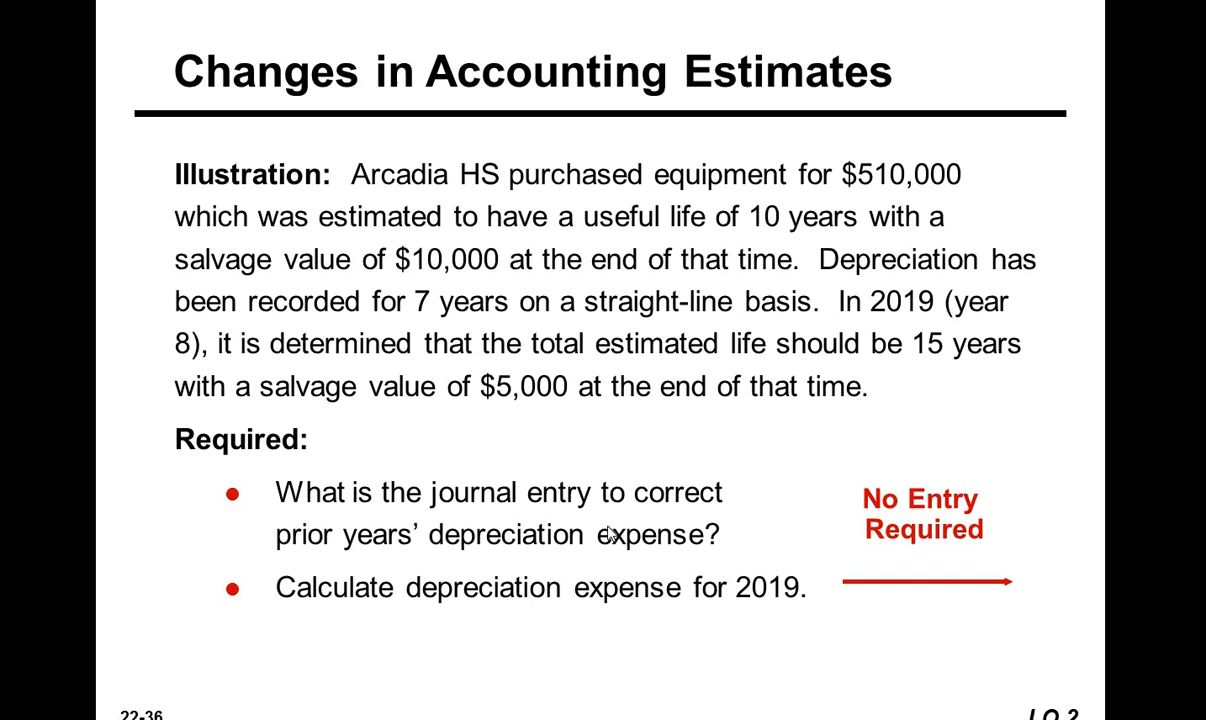 Changes in Accounting Estimates
Illustration: Arcadia HS purchased equipment for $510,000
which was estimated to have a useful life of 10 years with a
salvage value of $10,000 at the end of that time. Depreciation has
been recorded for 7 years on a straight-line basis. In 2019 (year
8), it is determined that the total estimated life should be 15 years
with a salvage value of $5,000 at the end of that time.
Required:
● What is the journal entry to correct
prior years’ depreciation expense?
No Entry
Required
● Calculate depreciation expense for 2019.
22-36
LO 2